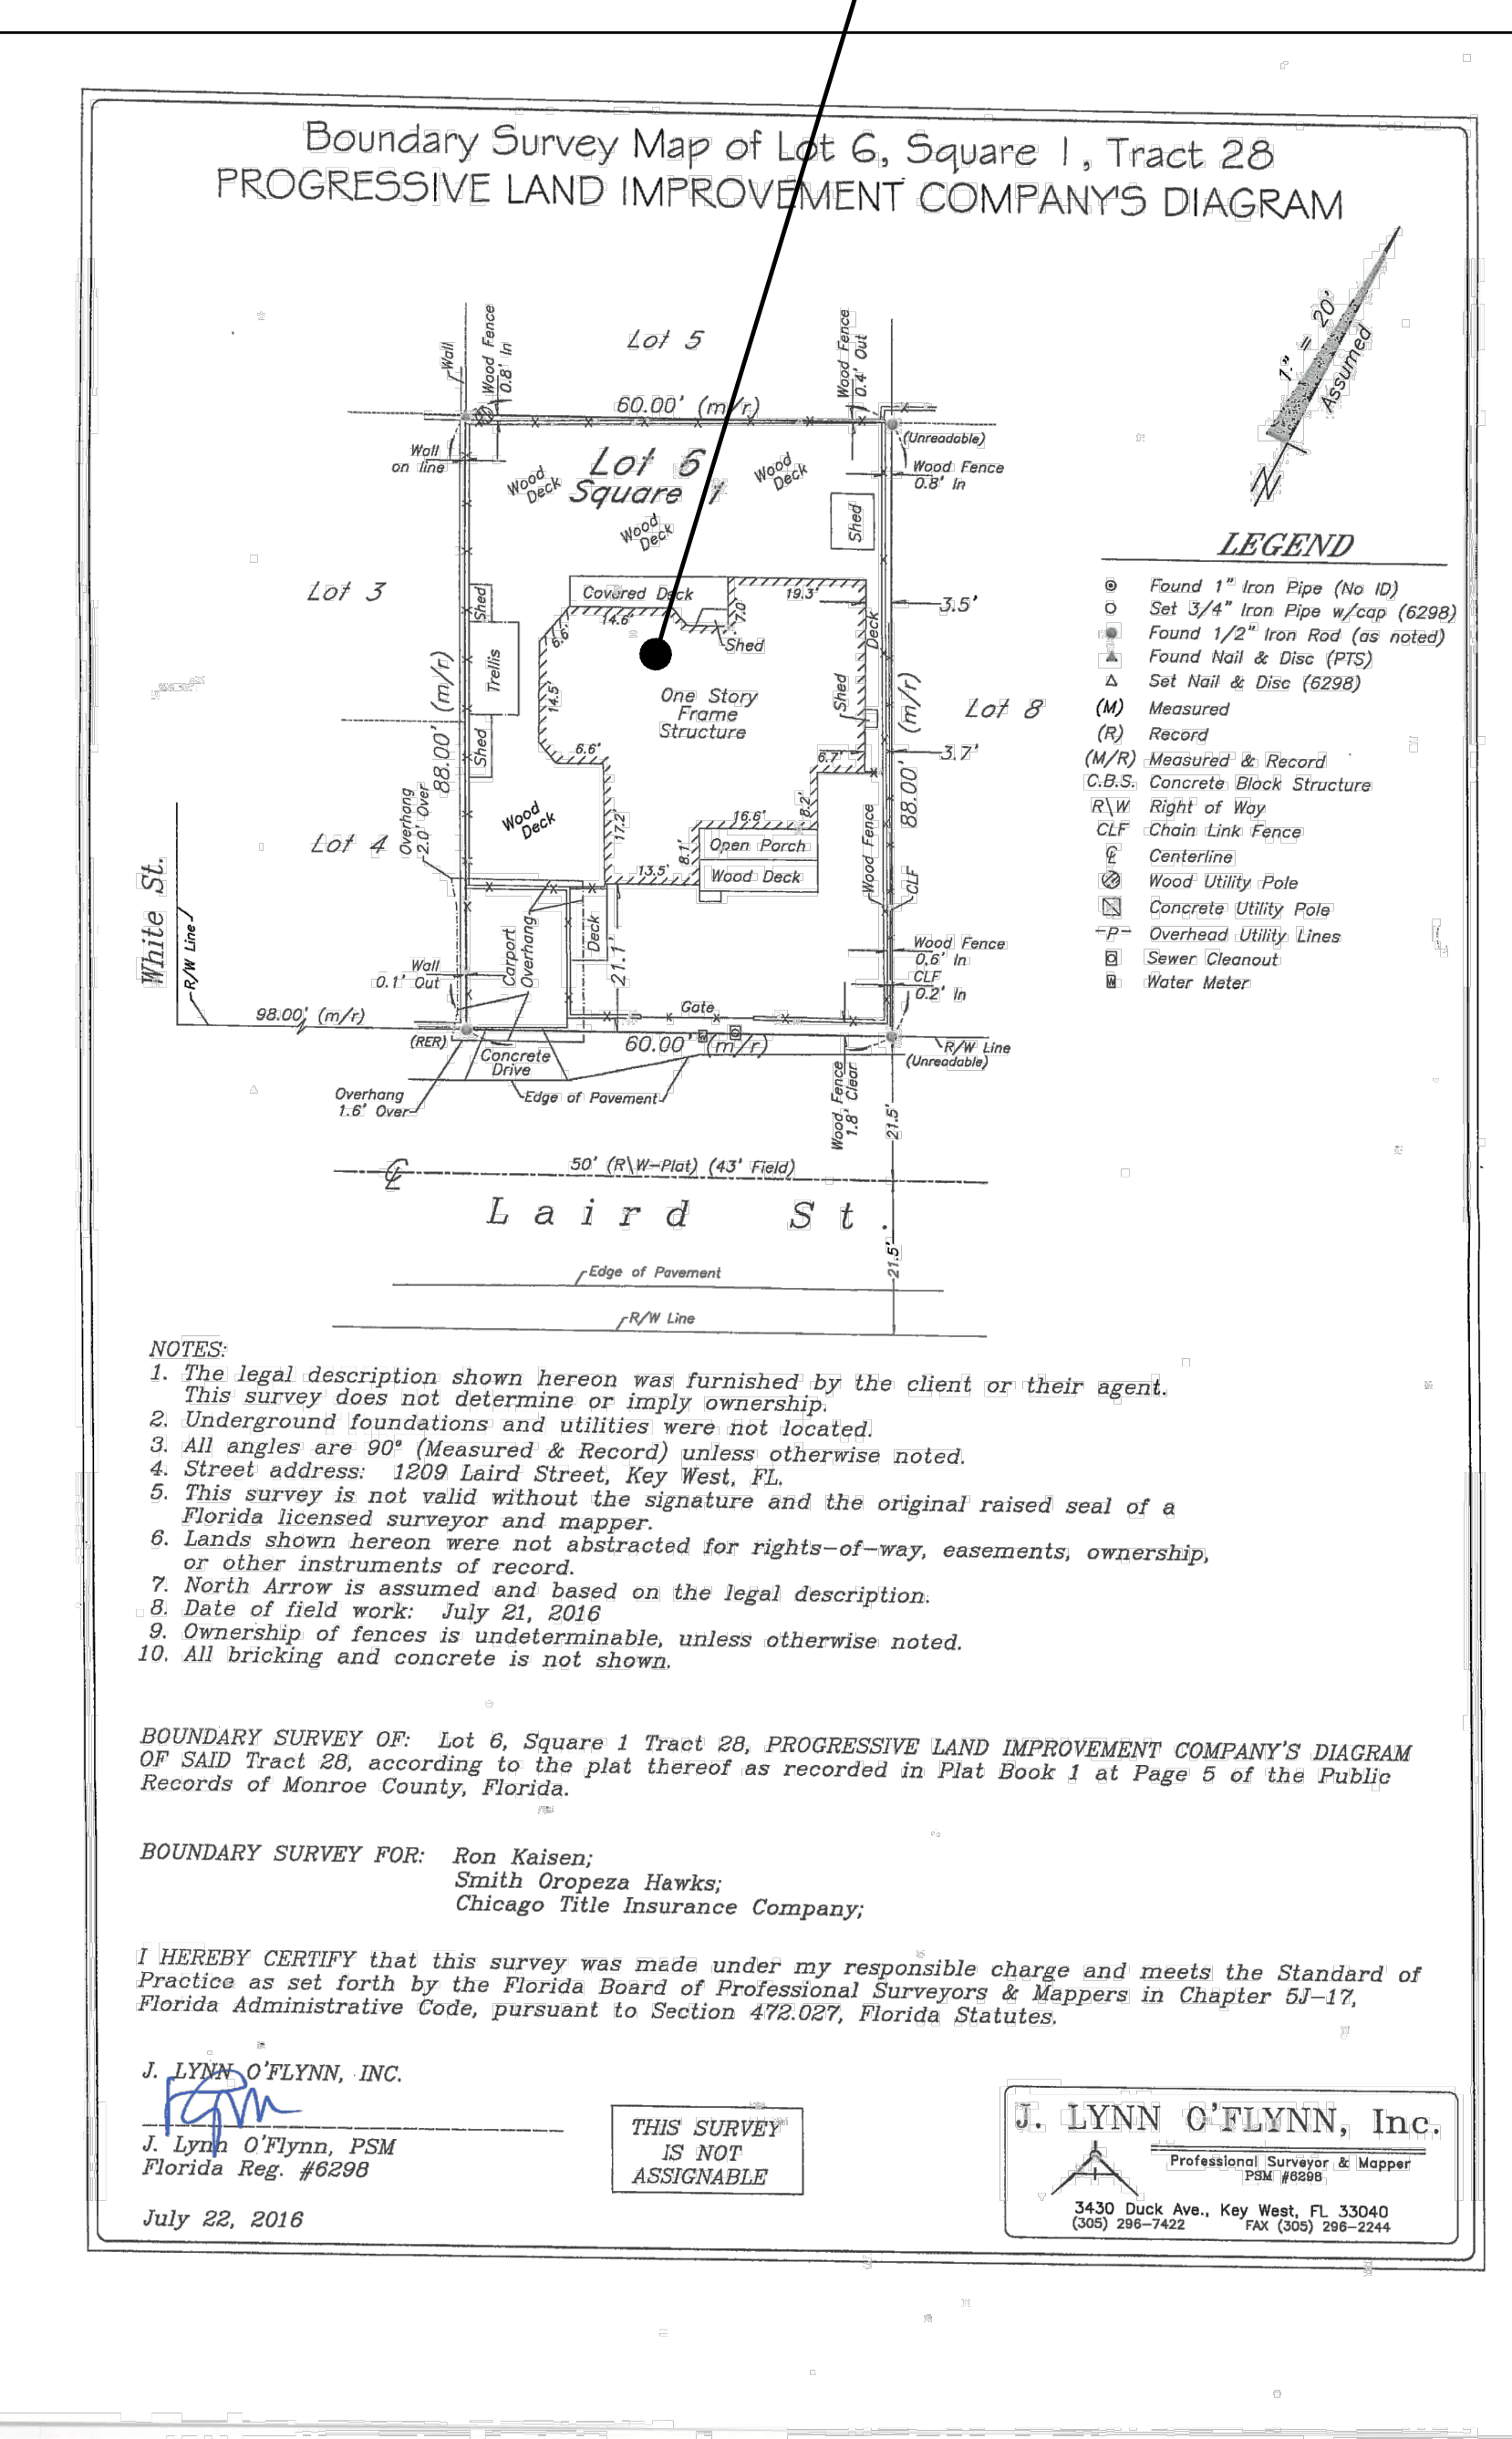 Boundary Survey Map of Lot 6, Square 1, Tract 28
PROGRESSIVE LAND IMPROVEMENT COMPANY'S DIAGRAM
1" = 20'
Assumed
N
Lot 5
Wall
Wood Fence
0.8' In
Wood Fence
0.4' Out
60.00' (m/r)
(Unreadable)
Wall
on line
Wood Fence
0.8' In
Lot 6
Square 1
Wood
Deck
Wood
Deck
Wood
Deck
Shed
Lot 3
Shed
Covered Deck
19.3'
3.5'
14.6'
7.0'
6.6'
Shed
Deck
Trellis
14.5'
One Story
Frame
Structure
Shed
Lot 8
88.00' (m/r)
88.00' (m/r)
Shed
6.6'
6.7'
3.7'
Overhang
2.0' Over
Wood
Deck
17.2'
16.6'
8.2'
Lot 4
8.1'
Open Porch
Wood Deck
13.5'
Wood Fence
CLF
White St.
R/W Line
Carport
Overhang
Deck
21.1'
Wood Fence
0.6' In
CLF
0.2' In
Wall
0.1' Out
98.00' (m/r)
Gate
(RER)
60.00' (m/r)
R/W Line
(Unreadable)
Concrete
Drive
Overhang
1.6' Over
Edge of Pavement
Wood Fence
1.8' Clear
21.5'
50' (R\W-Plat) (43' Field)
Laird St.
21.5'
Edge of Pavement
R/W Line
LEGEND
Found 1" Iron Pipe (No ID)
Set 3/4" Iron Pipe w/cap (6298)
Found 1/2" Iron Rod (as noted)
Found Nail & Disc (PTS)
Set Nail & Disc (6298)
(M) Measured
(R) Record
(M/R) Measured & Record
C.B.S. Concrete Block Structure
R\W Right of Way
CLF Chain Link Fence
℄ Centerline
Wood Utility Pole
Concrete Utility Pole
-P- Overhead Utility Lines
Sewer Cleanout
Water Meter
NOTES:
1. The legal description shown hereon was furnished by the client or their agent.
This survey does not determine or imply ownership.
2. Underground foundations and utilities were not located.
3. All angles are 90° (Measured & Record) unless otherwise noted.
4. Street address: 1209 Laird Street, Key West, FL.
5. This survey is not valid without the signature and the original raised seal of a
Florida licensed surveyor and mapper.
6. Lands shown hereon were not abstracted for rights-of-way, easements, ownership,
or other instruments of record.
7. North Arrow is assumed and based on the legal description.
8. Date of field work: July 21, 2016
9. Ownership of fences is undeterminable, unless otherwise noted.
10. All bricking and concrete is not shown.
BOUNDARY SURVEY OF: Lot 6, Square 1 Tract 28, PROGRESSIVE LAND IMPROVEMENT COMPANY'S DIAGRAM
OF SAID Tract 28, according to the plat thereof as recorded in Plat Book 1 at Page 5 of the Public
Records of Monroe County, Florida.
BOUNDARY SURVEY FOR: Ron Kaisen;
Smith Oropeza Hawks;
Chicago Title Insurance Company;
I HEREBY CERTIFY that this survey was made under my responsible charge and meets the Standard of
Practice as set forth by the Florida Board of Professional Surveyors & Mappers in Chapter 5J-17,
Florida Administrative Code, pursuant to Section 472.027, Florida Statutes.
J. LYNN O'FLYNN, INC.
J. Lynn O'Flynn, PSM
Florida Reg. #6298
July 22, 2016
THIS SURVEY
IS NOT
ASSIGNABLE
J. LYNN O'FLYNN, Inc.
Professional Surveyor & Mapper
PSM #6298
3430 Duck Ave., Key West, FL 33040
(305) 296-7422 FAX (305) 296-2244